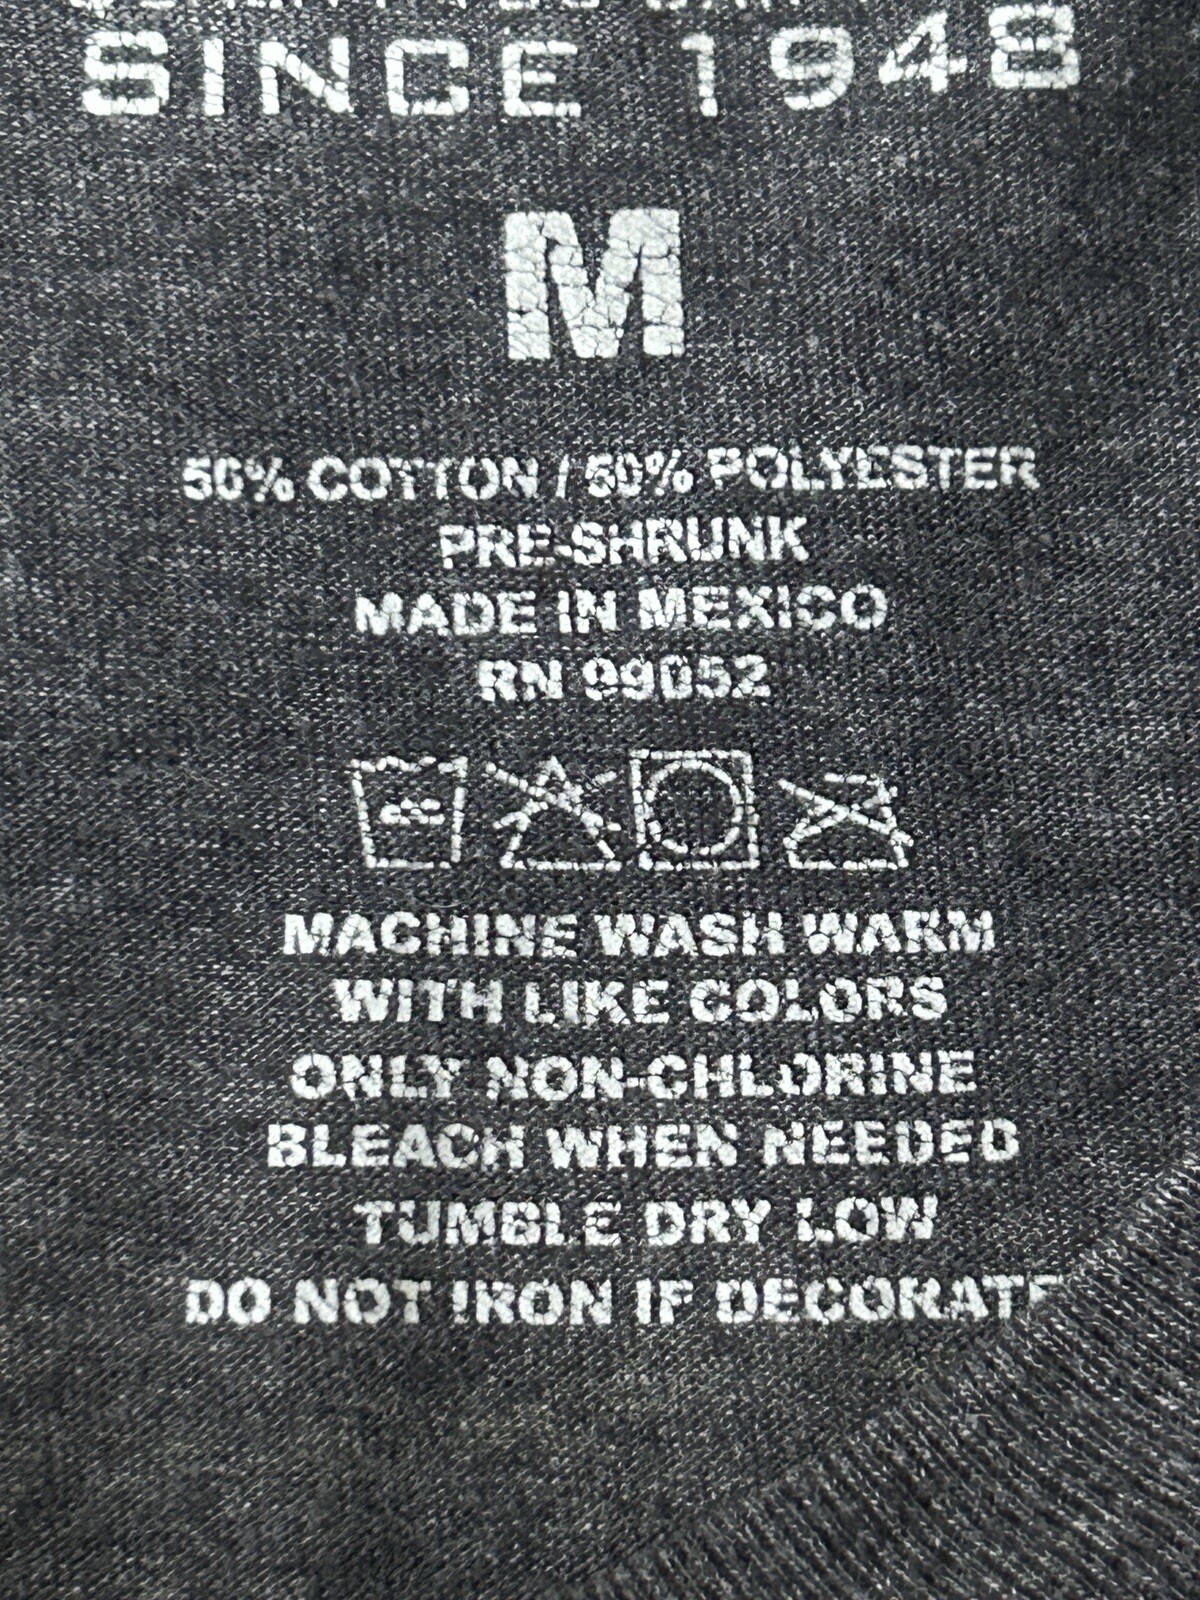 SINCE 1948
M
50% COTTON / 50% POLYESTER
PRE-SHRUNK
MADE IN MEXICO
RN 99052
MACHINE WASH WARM
WITH LIKE COLORS
ONLY NON-CHLORINE
BLEACH WHEN NEEDED
TUMBLE DRY LOW
DO NOT IRON IF DECORATE